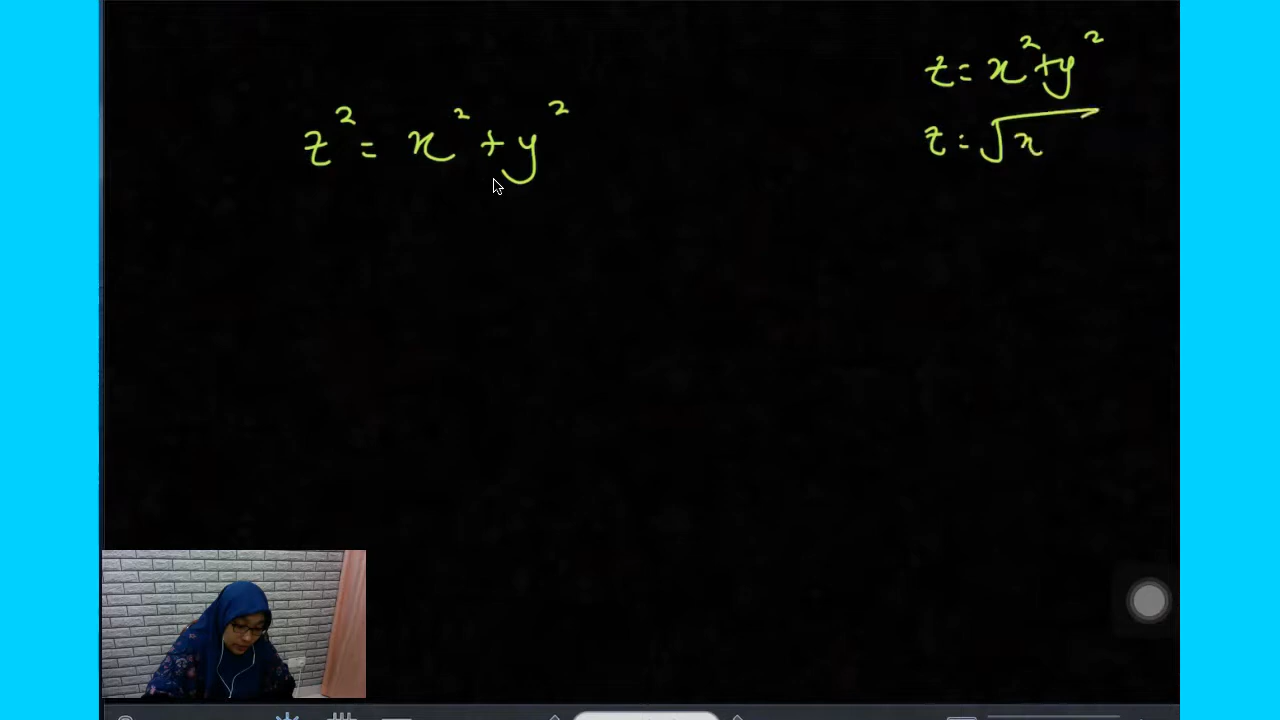 z² = x² + y²
z = x² + y²
z = √x